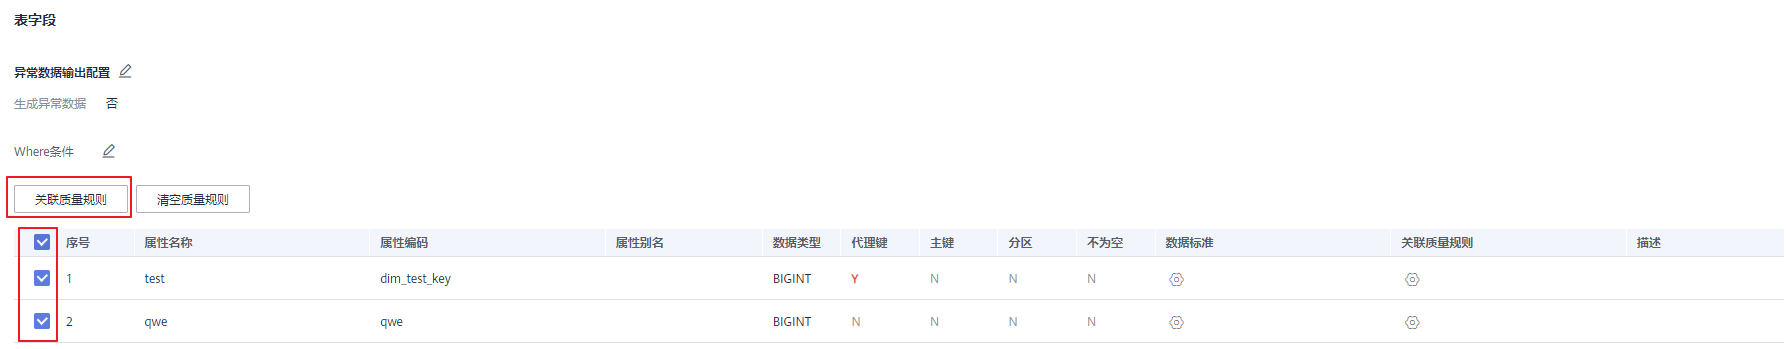 表字段
异常数据输出配置
生成异常数据 否
Where条件
关联质量规则 清空质量规则
序号 属性名称 属性编码 属性别名 数据类型 代理键 主键 分区 不为空 数据标准 关联质量规则 描述
1 test dim_test_key BIGINT Y N N N
2 qwe qwe BIGINT N N N N